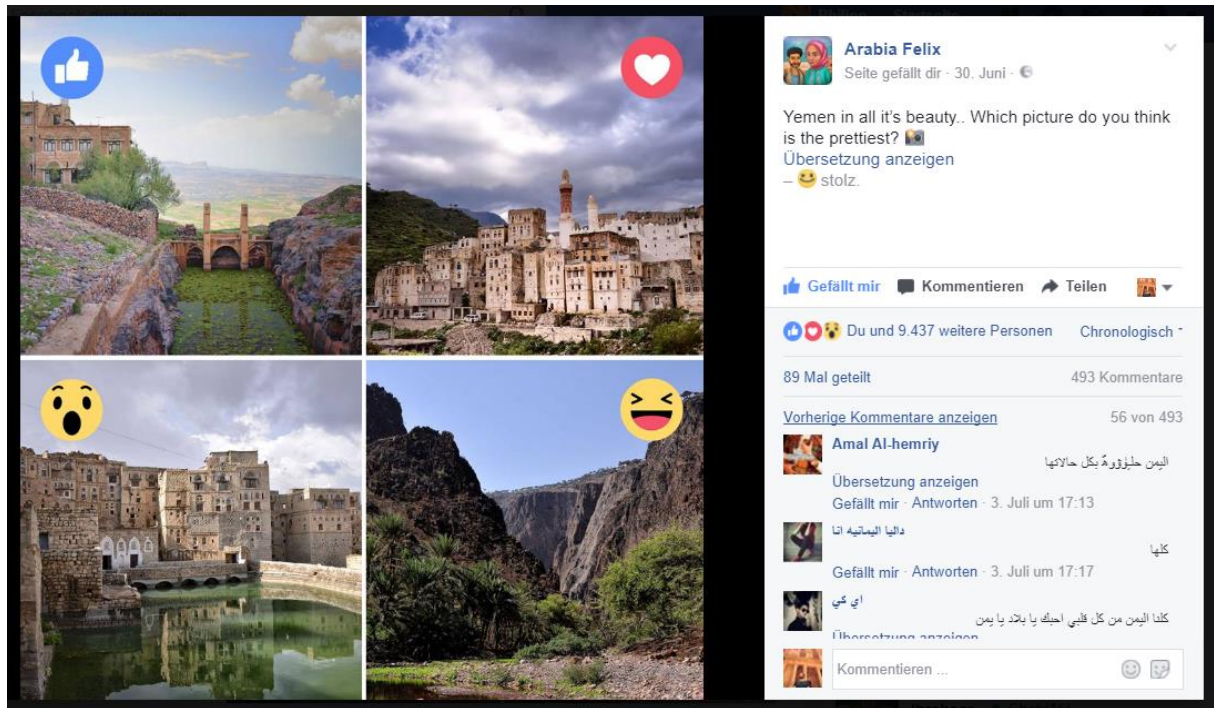 Arabia Felix
Seite gefällt dir · 30. Juni ·
Yemen in all it's beauty.. Which picture do you think
is the prettiest?
Übersetzung anzeigen
– stolz.
Gefällt mir Kommentieren Teilen
Du und 9.437 weitere Personen Chronologisch
89 Mal geteilt 493 Kommentare
Vorherige Kommentare anzeigen 56 von 493
Amal Al-hemriy
اليمن بكل حالاتها
Übersetzung anzeigen
Gefällt mir · Antworten · 3. Juli um 17:13
داليا اليمانيه انا
كلها
Gefällt mir · Antworten · 3. Juli um 17:17
اي كي
كلنا اليمن من كل قلبي احبك يا بلاد يا يمن
Übersetzung anzeigen
Kommentieren ...